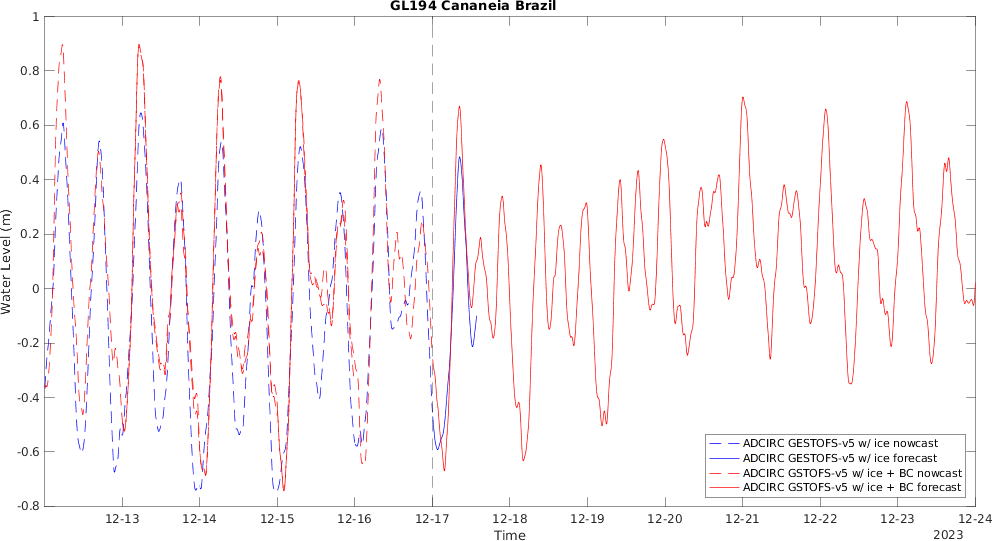 GL194 Cananeia Brazil
1
0.8
0.6
0.4
0.2
0
-0.2
-0.4
-0.6
-0.8
Water Level (m)
ADCIRC GESTOFS-v5 w/ ice nowcast
ADCIRC GESTOFS-v5 w/ ice forecast
ADCIRC GSTOFS-v5 w/ ice + BC nowcast
ADCIRC GSTOFS-v5 w/ ice + BC forecast
12-13 12-14 12-15 12-16 12-17 12-18 12-19 12-20 12-21 12-22 12-23 12-24
Time
2023